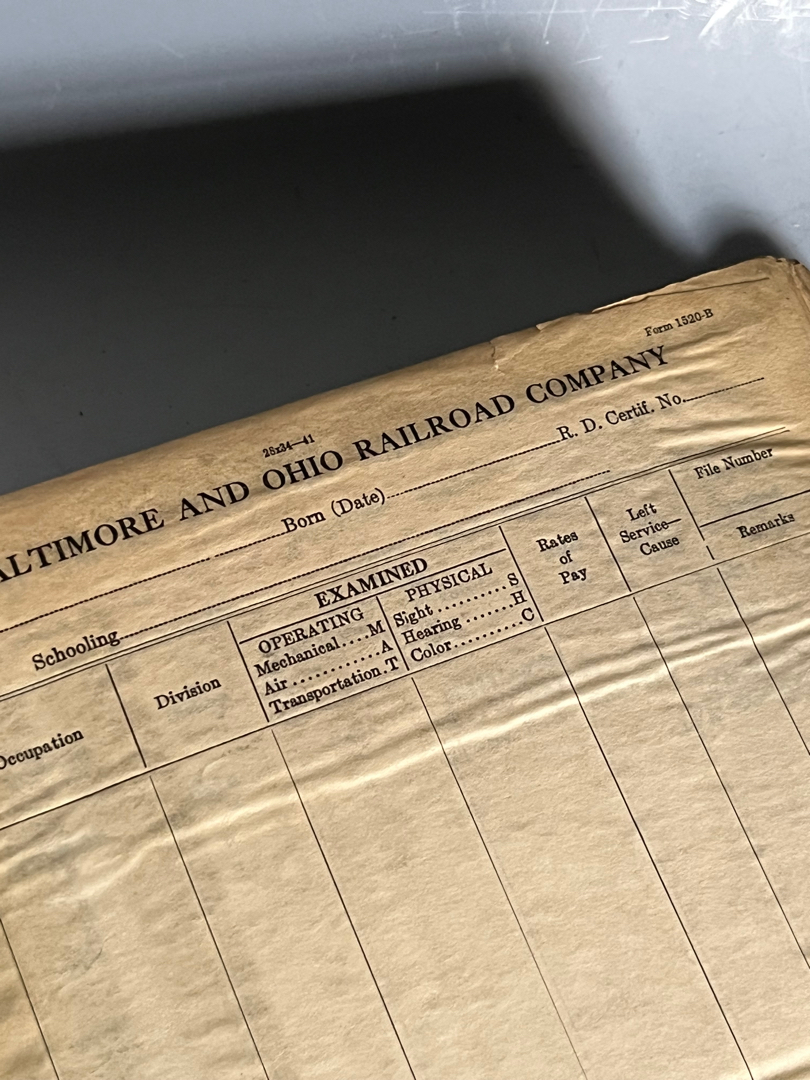 Form 1520-B
28x34—41
ALTIMORE AND OHIO RAILROAD COMPANY
Born (Date) R. D. Certif. No.
Schooling
Occupation
Division
EXAMINED
OPERATING
Mechanical....M
Air............A
Transportation.T
PHYSICAL
Sight..........S
Hearing.......H
Color..........C
Rates
of
Pay
Left
Service—
Cause
File Number
Remarks